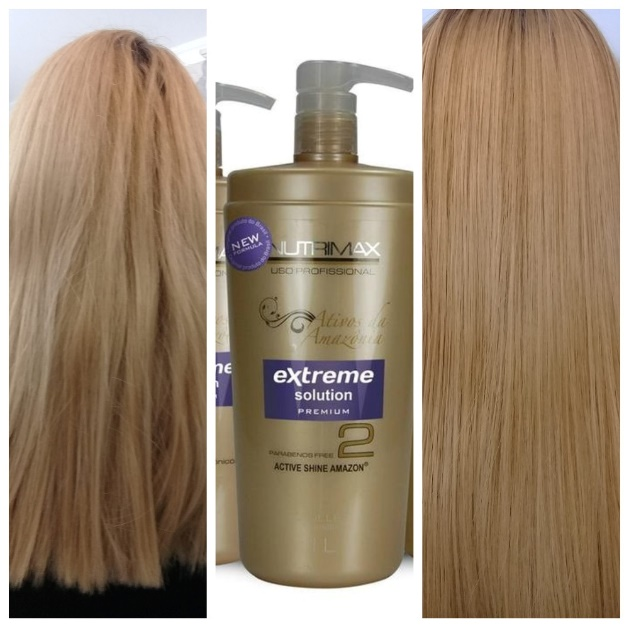 NEW
FORMULA
NUTRIMAX
USO PROFISSIONAL
Ativos da
Amazônia
extreme
solution
PREMIUM
PARABENOS FREE 2
ACTIVE SHINE AMAZON®